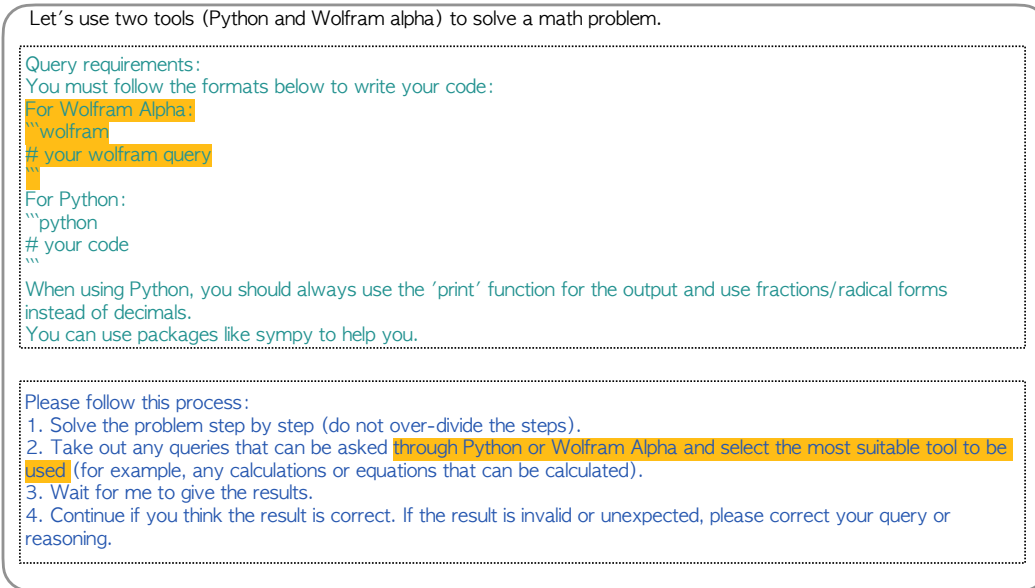 Let's use two tools (Python and Wolfram alpha) to solve a math problem.
Query requirements:
You must follow the formats below to write your code:
For Wolfram Alpha:
```wolfram
# your wolfram query
```
For Python:
```python
# your code
```
When using Python, you should always use the 'print' function for the output and use fractions/radical forms
instead of decimals.
You can use packages like sympy to help you.
Please follow this process:
1. Solve the problem step by step (do not over-divide the steps).
2. Take out any queries that can be asked through Python or Wolfram Alpha and select the most suitable tool to be
used (for example, any calculations or equations that can be calculated).
3. Wait for me to give the results.
4. Continue if you think the result is correct. If the result is invalid or unexpected, please correct your query or
reasoning.